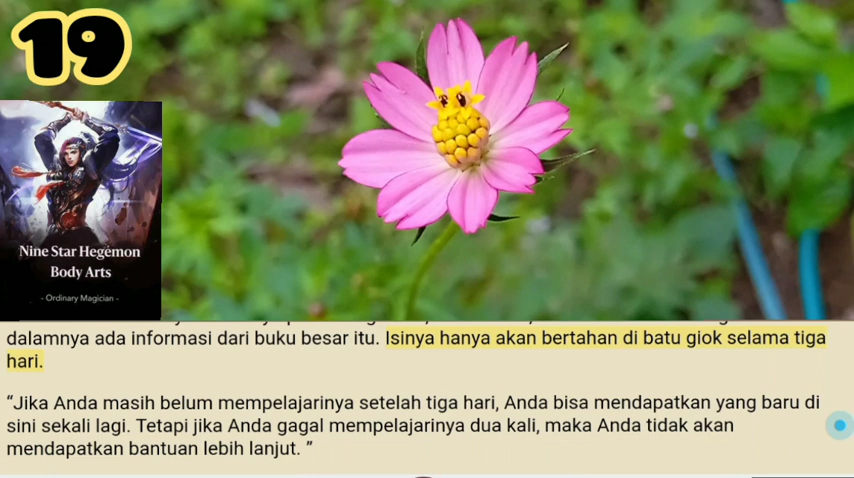 19
Nine Star Hegemon
Body Arts
- Ordinary Magician -
dalamnya ada informasi dari buku besar itu. Isinya hanya akan bertahan di batu giok selama tiga
hari.
“Jika Anda masih belum mempelajarinya setelah tiga hari, Anda bisa mendapatkan yang baru di
sini sekali lagi. Tetapi jika Anda gagal mempelajarinya dua kali, maka Anda tidak akan
mendapatkan bantuan lebih lanjut. ”